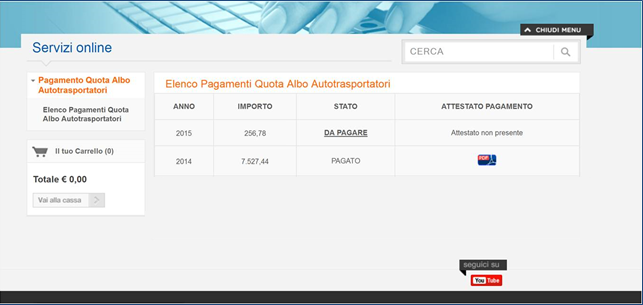 CHIUDI MENU
Servizi online
CERCA
Pagamento Quota Albo
Autotrasportatori
Elenco Pagamenti Quota
Albo Autotrasportatori
Il tuo Carrello (0)
Totale € 0,00
Vai alla cassa
Elenco Pagamenti Quota Albo Autotrasportatori
ANNO IMPORTO STATO ATTESTATO PAGAMENTO
2015 256,78 DA PAGARE Attestato non presente
2014 7.527,44 PAGATO PDF
seguici su
You Tube